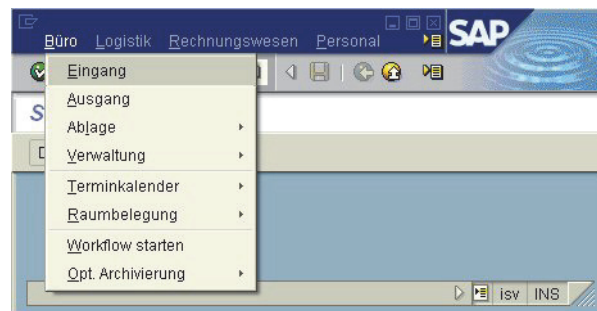 Büro Logistik Rechnungswesen Personal
SAP
Eingang
Ausgang
S
Ablage
Verwaltung
Terminkalender
Raumbelegung
Workflow starten
Opt. Archivierung
isv INS